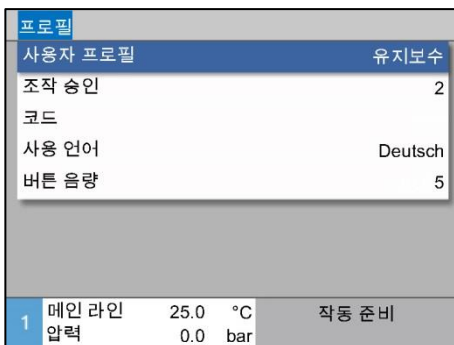 프로필
사용자 프로필 유지보수
조작 승인 2
코드
사용 언어 Deutsch
버튼 음량 5
1 메인 라인 25.0 °C 작동 준비
압력 0.0 bar